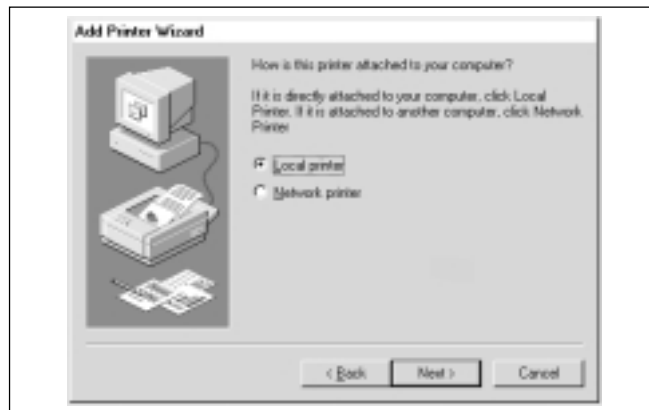 Add Printer Wizard
How is this printer attached to your computer?
If it is directly attached to your computer, click Local
Printer. If it is attached to another computer, click Network
Printer
Local printer
Network printer
< Back
Next >
Cancel